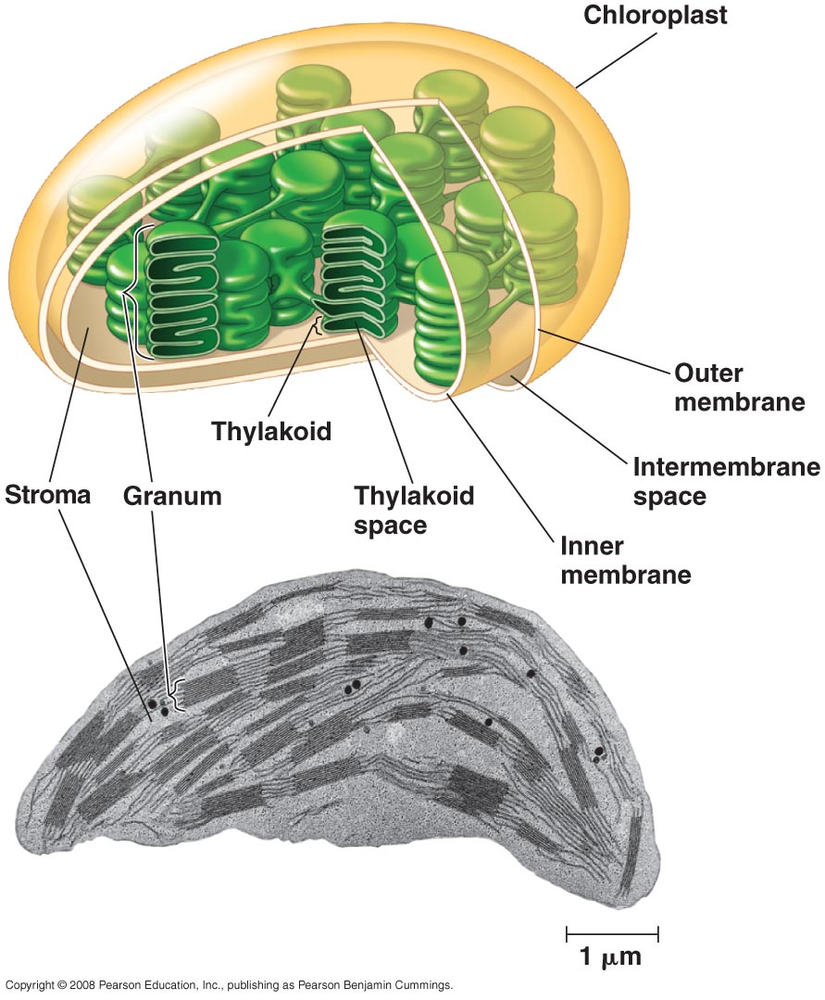 Chloroplast
Outer
membrane
Thylakoid
Intermembrane
space
Stroma
Granum
Thylakoid
space
Inner
membrane
1 μm
Copyright © 2008 Pearson Education, Inc., publishing as Pearson Benjamin Cummings.